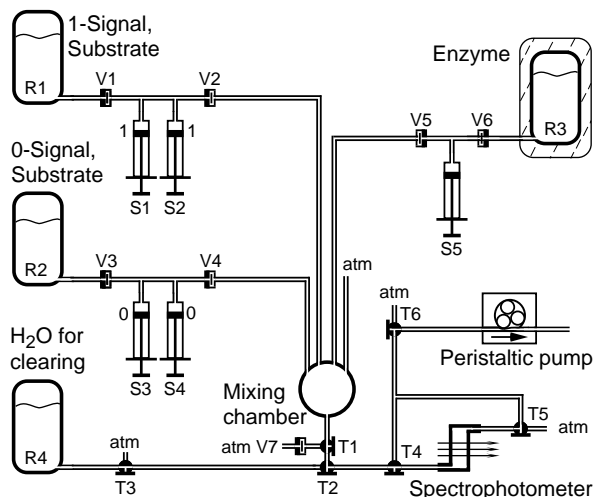 1-Signal,
Substrate
Enzyme
R1
V1
V2
1
1
S1
S2
V5
V6
R3
S5
0-Signal,
Substrate
R2
V3
V4
0
0
S3
S4
atm
atm
T6
Peristaltic pump
H2O for
clearing
R4
Mixing
chamber
atm
T3
atm V7
T1
T2
T4
T5
atm
Spectrophotometer